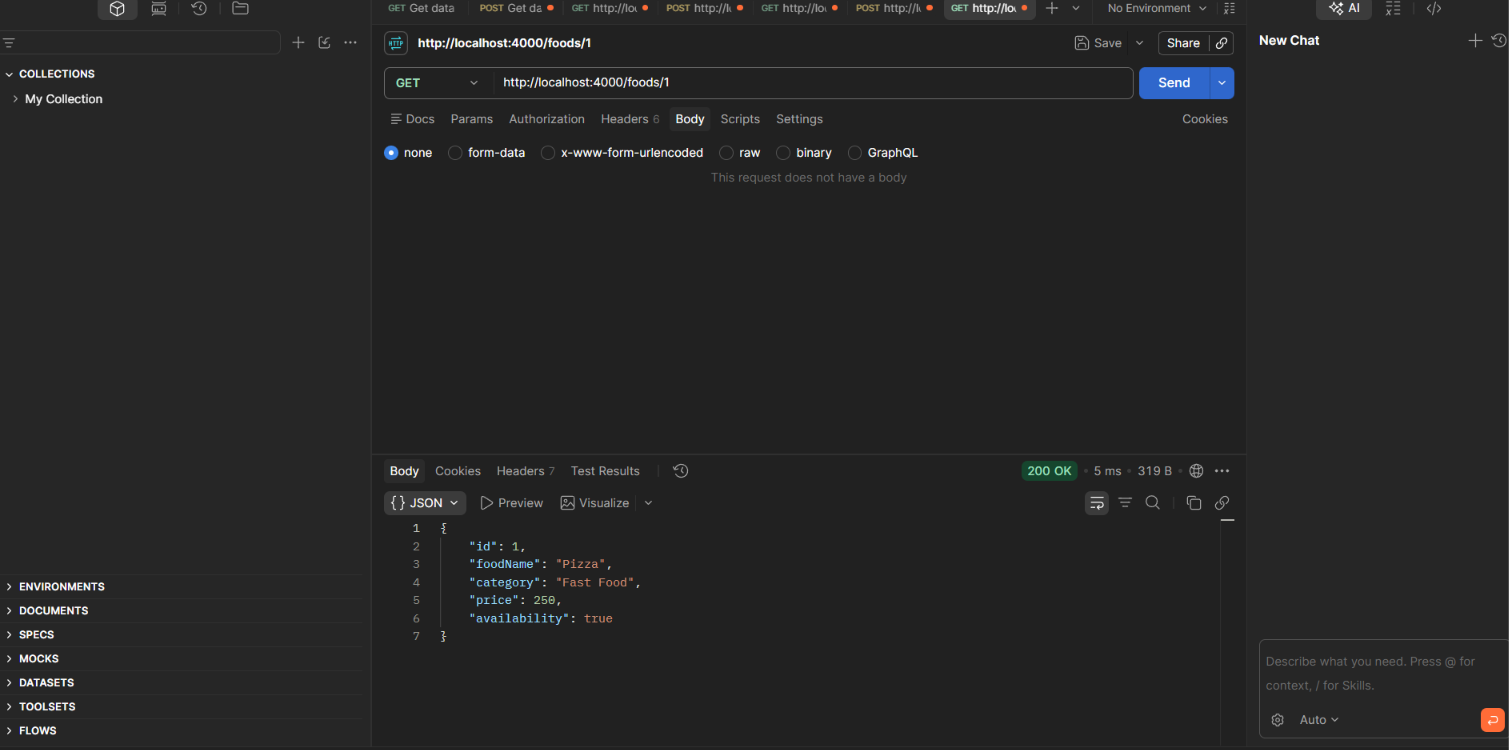 GET Get data POST Get da GET http://loc POST http://l GET http://l POST http://l GET http://loc No Environment AI
HTTP http://localhost:4000/foods/1 Save Share New Chat
COLLECTIONS
My Collection
GET http://localhost:4000/foods/1 Send
Docs Params Authorization Headers 6 Body Scripts Settings Cookies
none form-data x-www-form-urlencoded raw binary GraphQL
This request does not have a body
Body Cookies Headers 7 Test Results 200 OK • 5 ms • 319 B •
{} JSON Preview Visualize
1 {
2 "id": 1,
3 "foodName": "Pizza",
4 "category": "Fast Food",
5 "price": 250,
6 "availability": true
7 }
ENVIRONMENTS
DOCUMENTS
SPECS
MOCKS
DATASETS
TOOLSETS
FLOWS
Describe what you need. Press @ for
context, / for Skills.
Auto